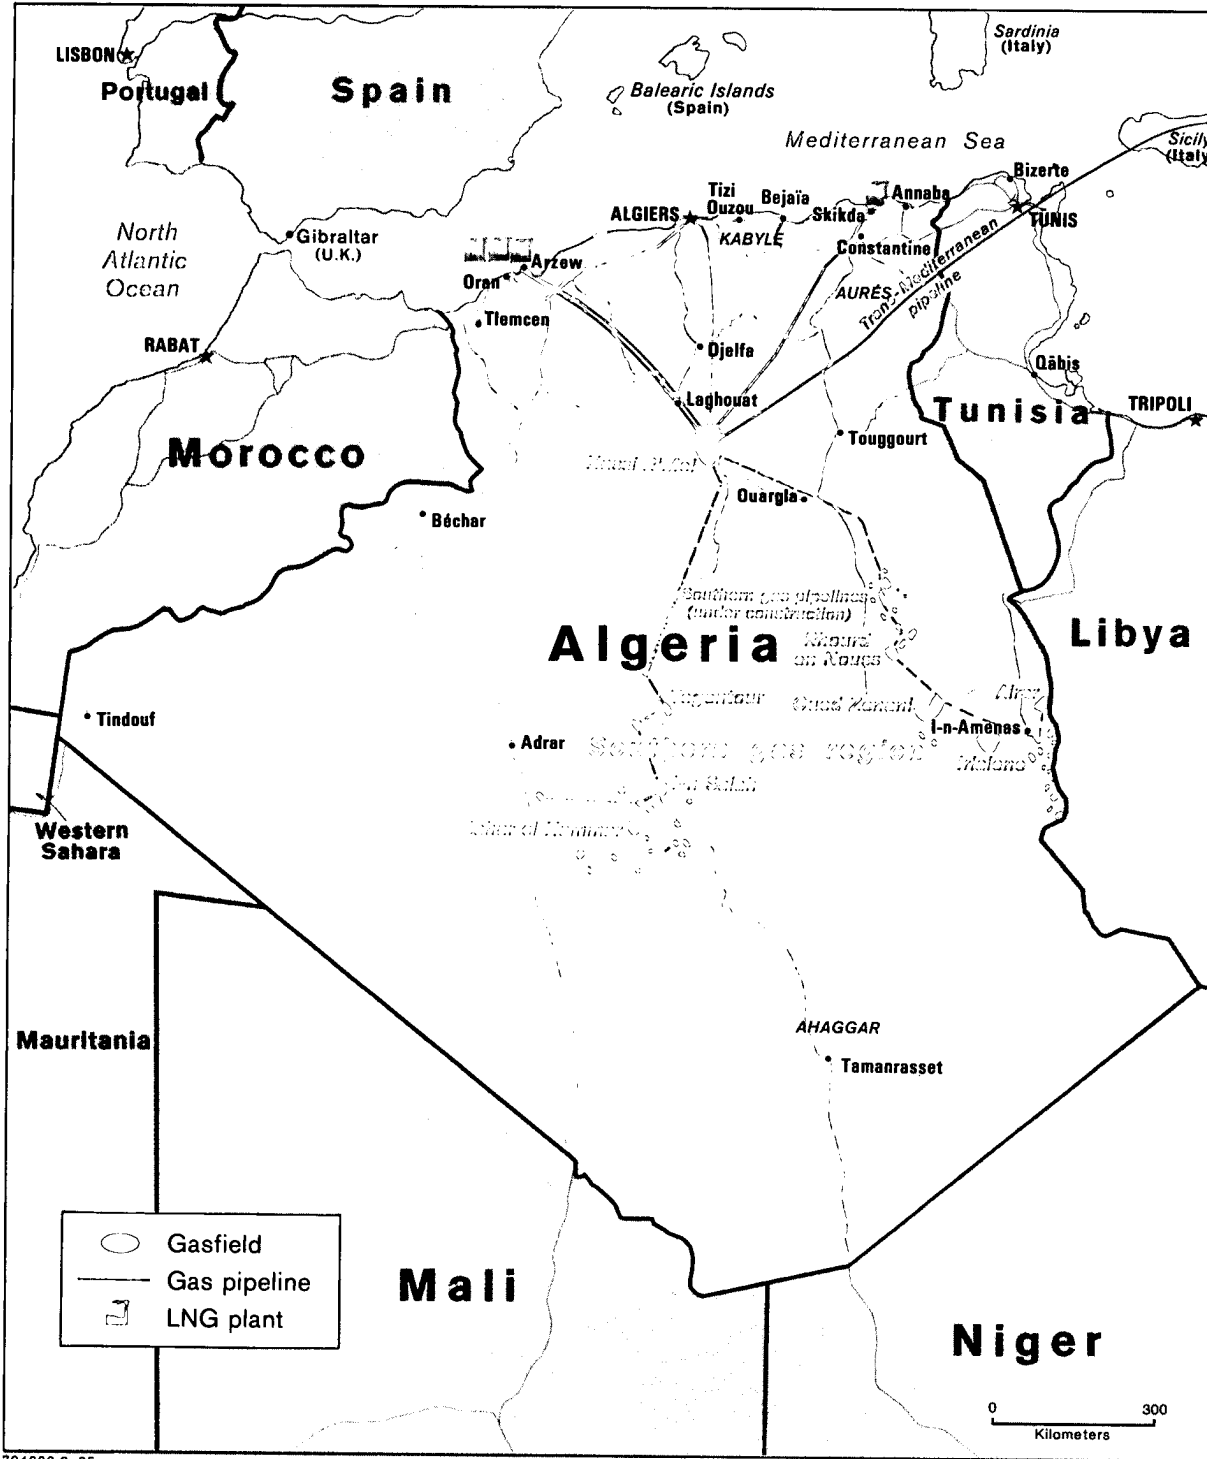 Sardinia
(Italy)
LISBON
Portugal
Spain
Balearic Islands
(Spain)
Mediterranean Sea
Sicily
(Italy
Bizerte
Tizi
Ouzou
Bejaïa
Annaba
ALGIERS
Skikda
TUNIS
KABYLE
Constantine
North
Atlantic
Ocean
Gibraltar
(U.K.)
Arzew
Oran
AURÈS
Trans-Mediterranean
pipeline
Tlemcen
RABAT
Djelfa
Qābis
Laghouat
Tunisia
TRIPOLI
Touggourt
Morocco
Ouargla
Béchar
Southern gas pipelines
(under construction)
Algeria
Libya
Tindouf
I-n-Amenas
Adrar
Southern gas region
Western
Sahara
AHAGGAR
Mauritania
Tamanrasset
Gasfield
Gas pipeline
LNG plant
Mali
Niger
0 300
Kilometers